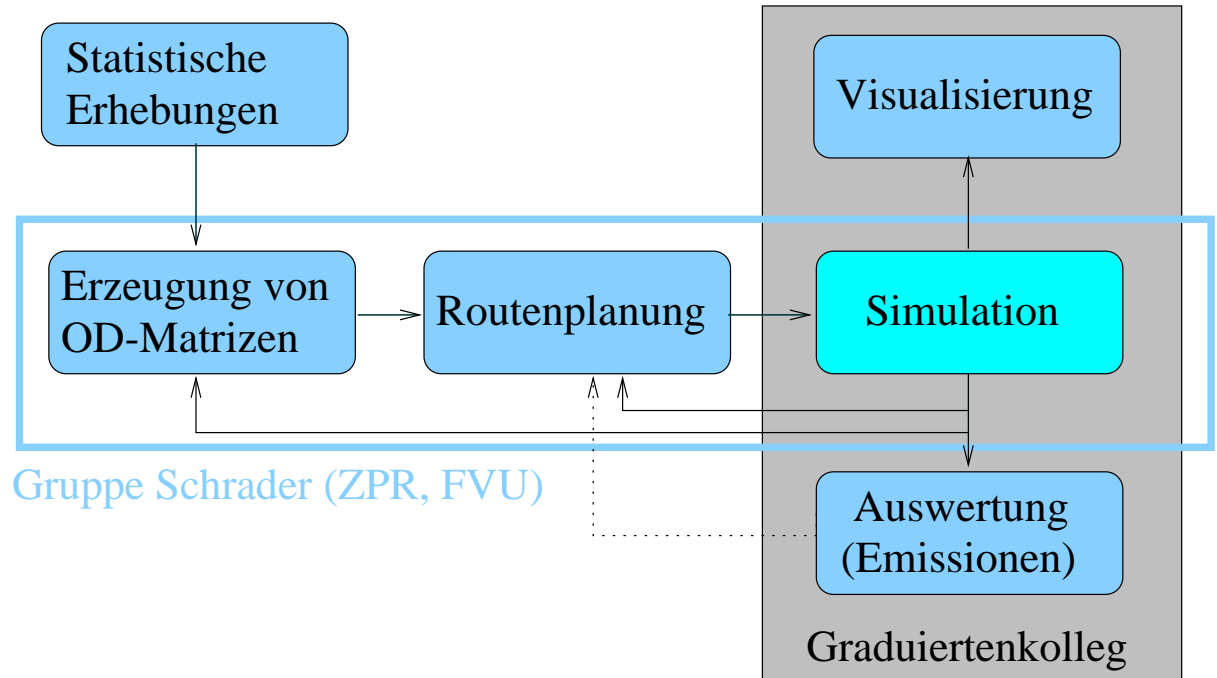 Statistische
Erhebungen
Visualisierung
Erzeugung von
OD-Matrizen
Routenplanung
Simulation
Gruppe Schrader (ZPR, FVU)
Auswertung
(Emissionen)
Graduiertenkolleg